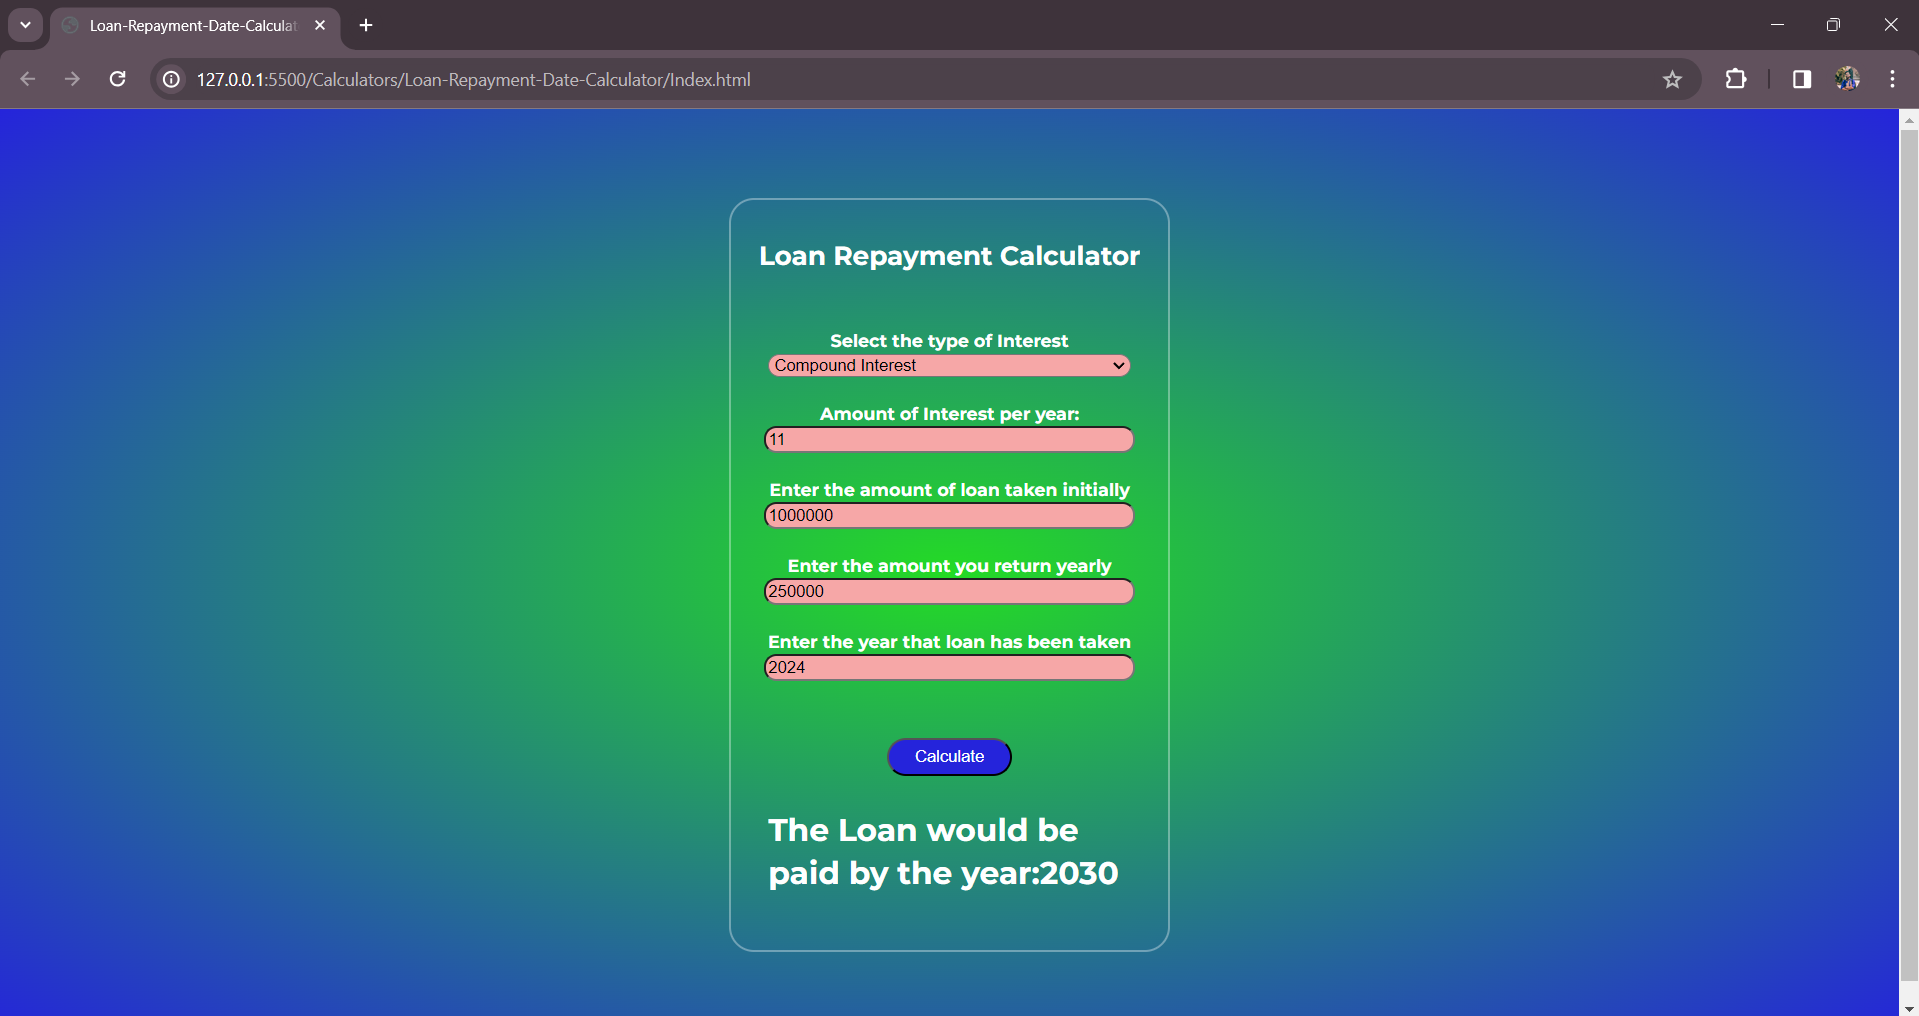 Loan-Repayment-Date-Calculat
127.0.0.1:5500/Calculators/Loan-Repayment-Date-Calculator/Index.html
Loan Repayment Calculator
Select the type of Interest
Compound Interest
Amount of Interest per year:
11
Enter the amount of loan taken initially
1000000
Enter the amount you return yearly
250000
Enter the year that loan has been taken
2024
Calculate
The Loan would be
paid by the year:2030